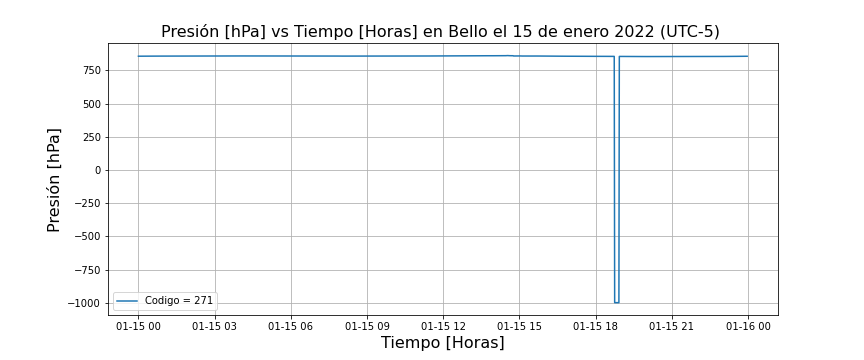 Presión [hPa] vs Tiempo [Horas] en Bello el 15 de enero 2022 (UTC-5)
Presión [hPa]
750
500
250
0
−250
−500
−750
−1000
Codigo = 271
01-15 00 01-15 03 01-15 06 01-15 09 01-15 12 01-15 15 01-15 18 01-15 21 01-16 00
Tiempo [Horas]